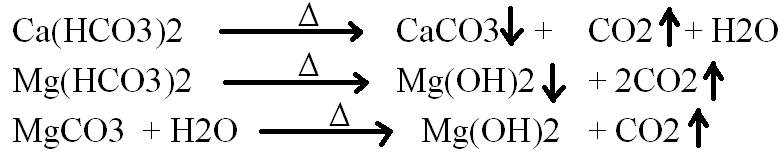 Ca(HCO3)2 Δ→ CaCO3↓ + CO2↑ + H2O
Mg(HCO3)2 Δ→ Mg(OH)2↓ + 2CO2↑
MgCO3 + H2O Δ→ Mg(OH)2 + CO2↑